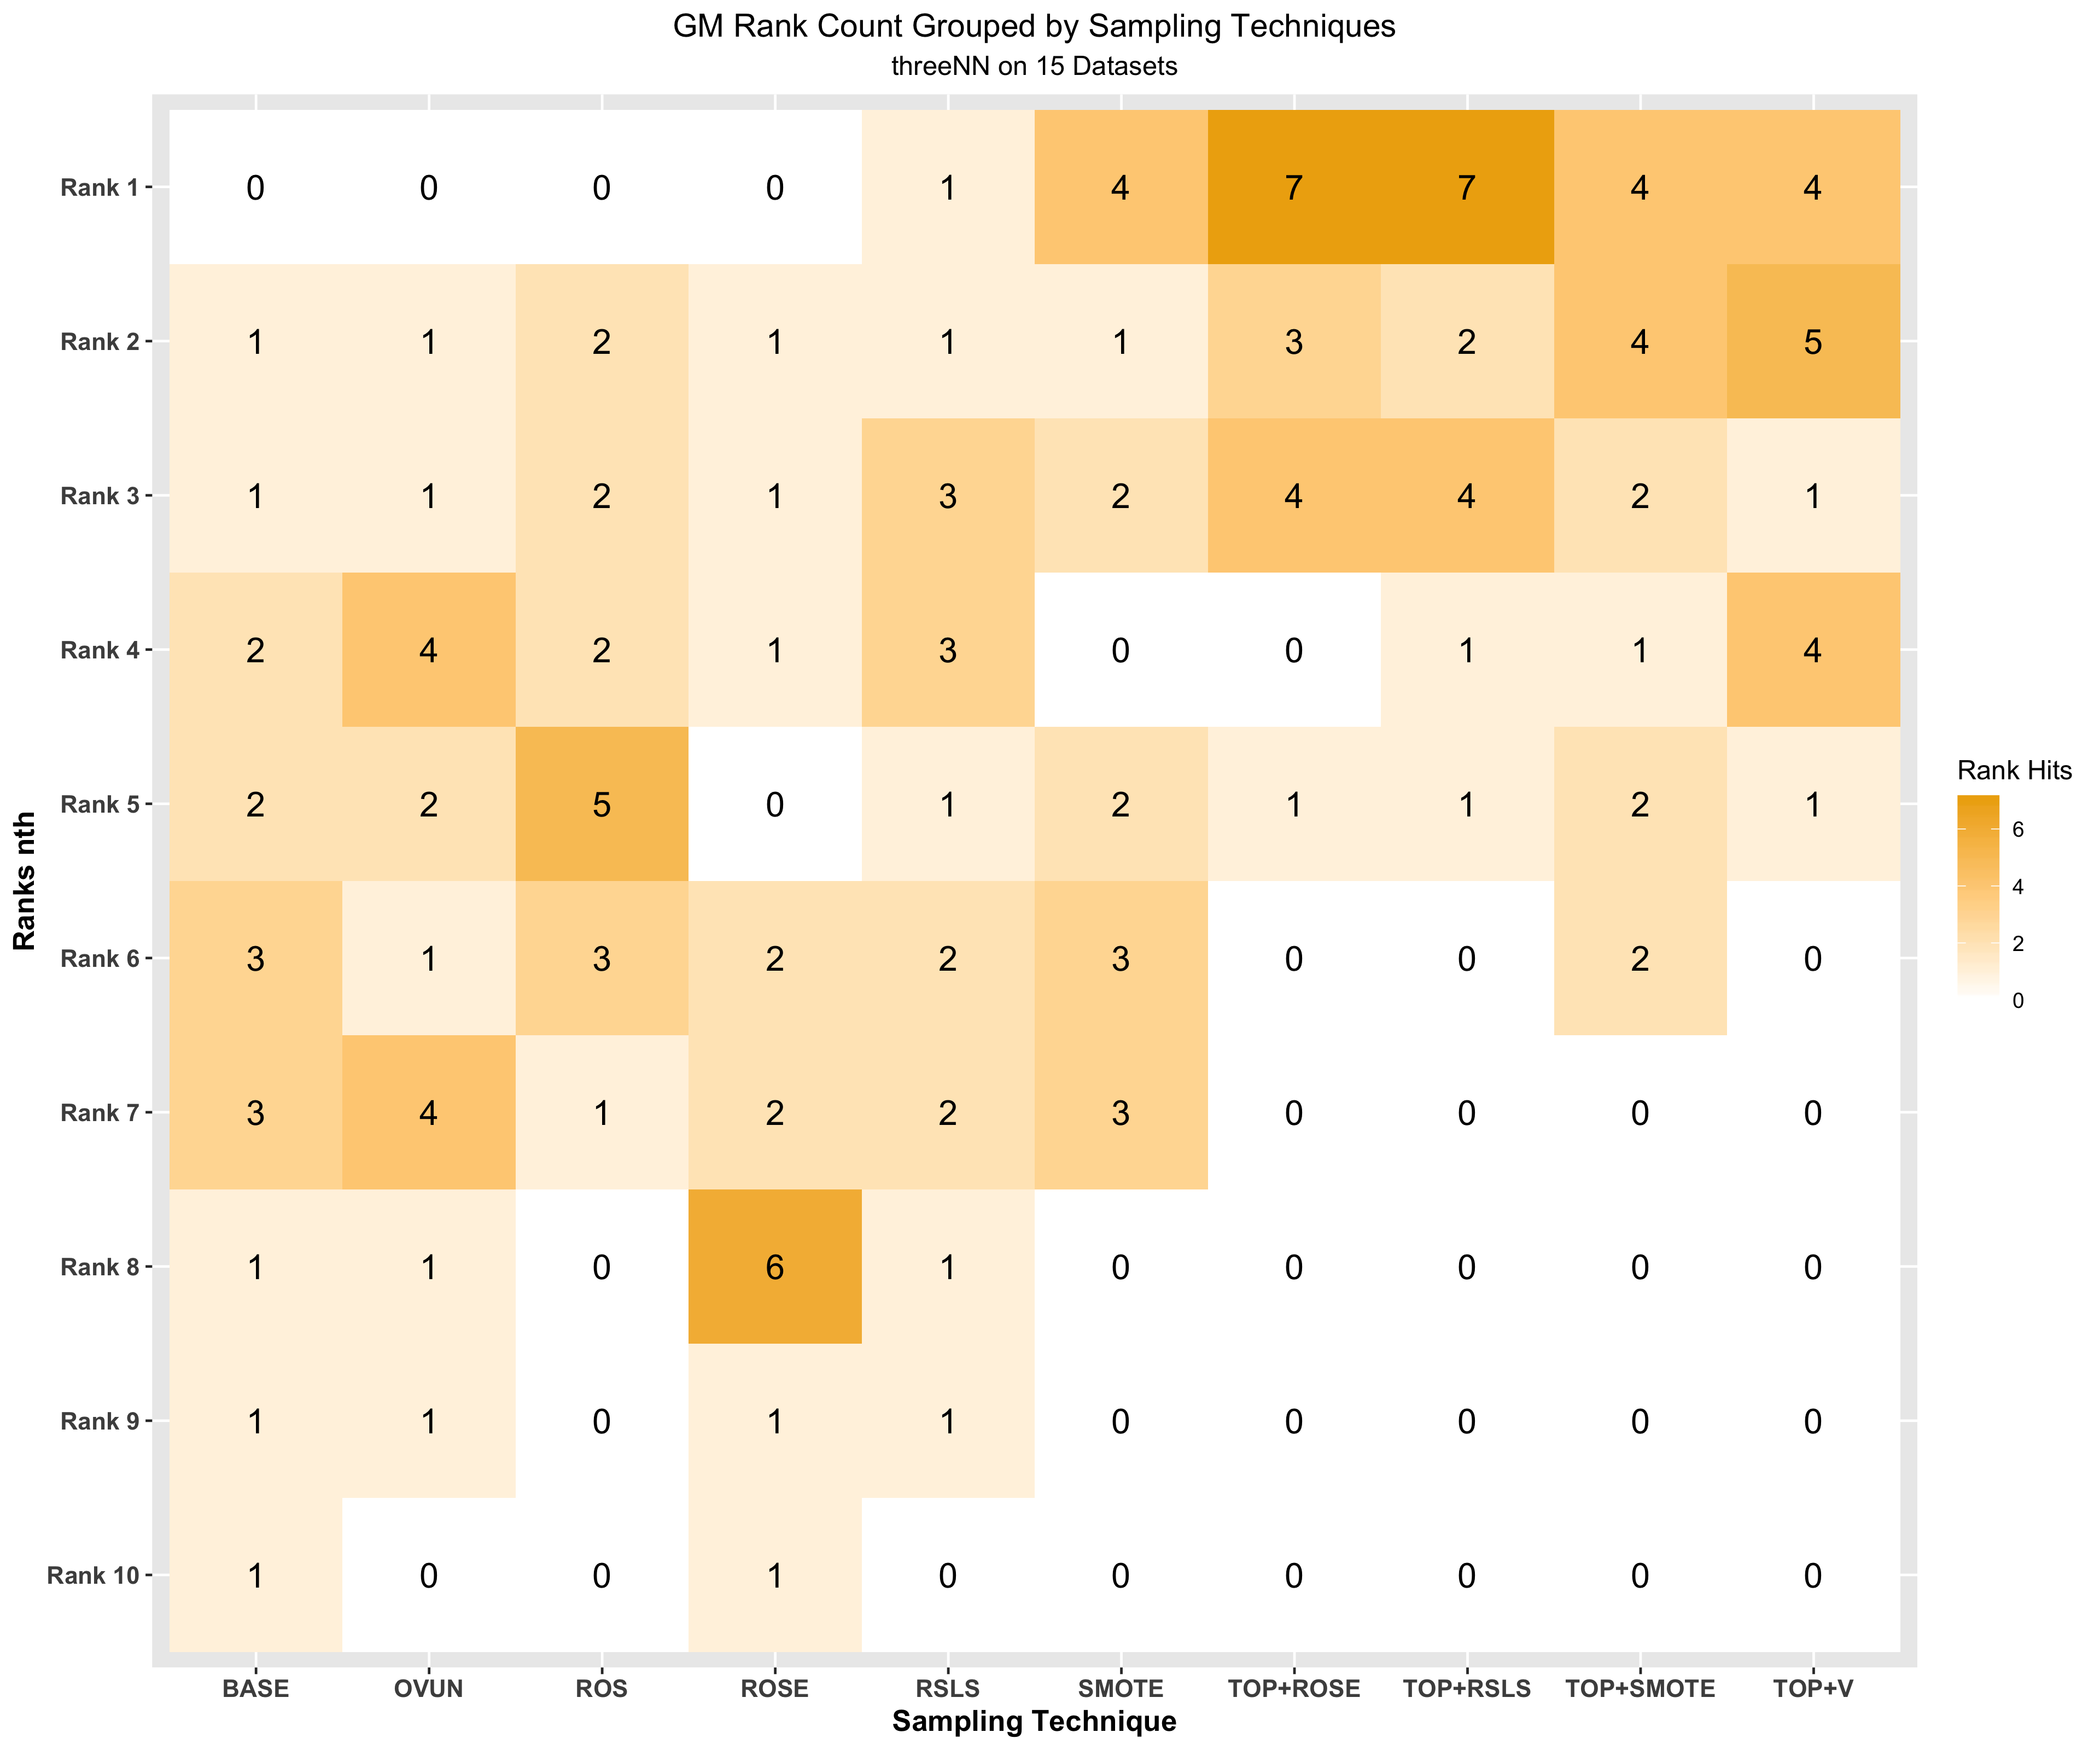 GM Rank Count Grouped by Sampling Techniques
threeNN on 15 Datasets
Ranks nth
Rank 1 0 0 0 0 1 4 7 7 4 4
Rank 2 1 1 2 1 1 1 3 2 4 5
Rank 3 1 1 2 1 3 2 4 4 2 1
Rank 4 2 4 2 1 3 0 0 1 1 4
Rank 5 2 2 5 0 1 2 1 1 2 1
Rank 6 3 1 3 2 2 3 0 0 2 0
Rank 7 3 4 1 2 2 3 0 0 0 0
Rank 8 1 1 0 6 1 0 0 0 0 0
Rank 9 1 1 0 1 1 0 0 0 0 0
Rank 10 1 0 0 1 0 0 0 0 0 0
BASE OVUN ROS ROSE RSLS SMOTE TOP+ROSE TOP+RSLS TOP+SMOTE TOP+V
Sampling Technique
Rank Hits
6
4
2
0